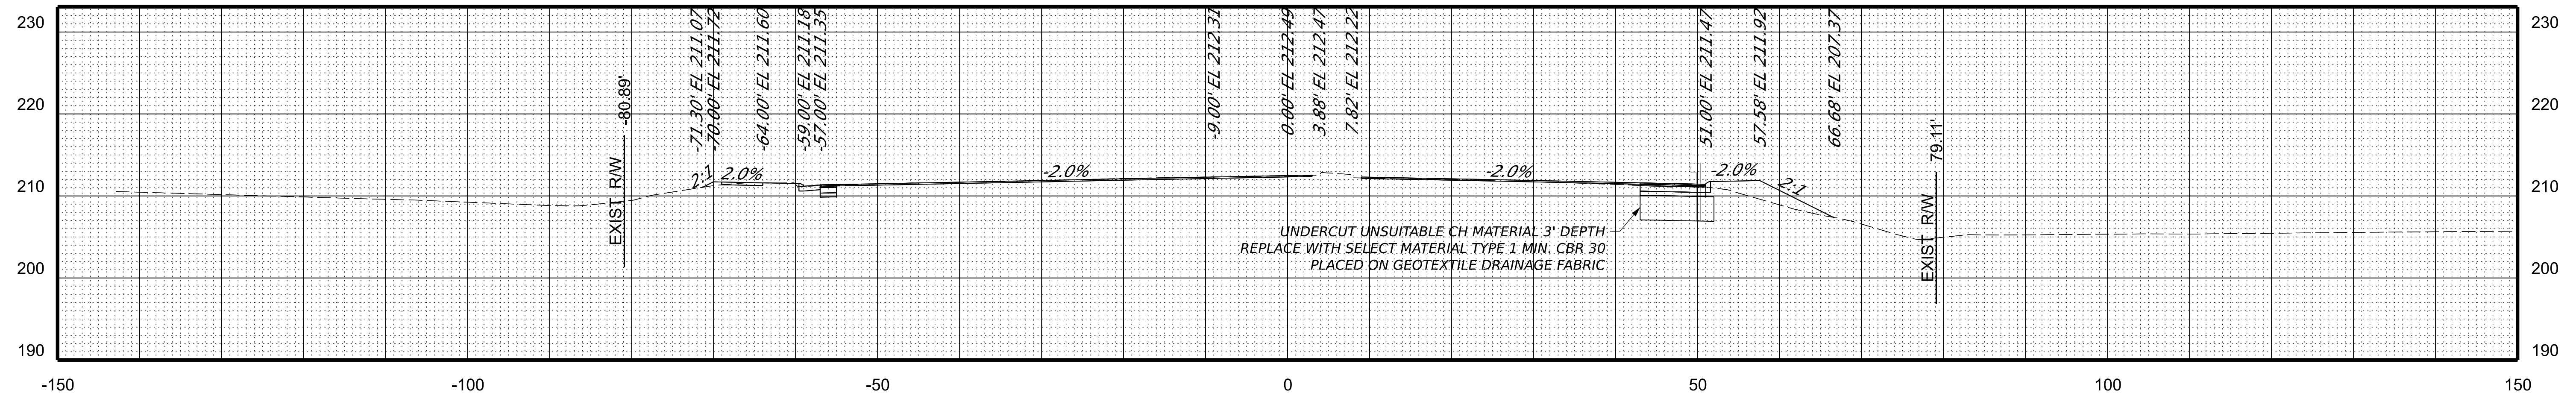 230
220
210
200
190
-71.30' EL 211.07
-70.00' EL 211.72
-64.00' EL 211.60
-59.00' EL 211.18
-57.00' EL 211.35
-9.00' EL 212.31
0.00' EL 212.49
3.88' EL 212.47
7.82' EL 212.22
51.00' EL 211.47
57.58' EL 211.92
66.68' EL 207.37
-80.89'
EXIST R/W
2:1
2.0%
-2.0%
-2.0%
-2.0%
2:1
79.11'
EXIST R/W
UNDERCUT UNSUITABLE CH MATERIAL 3' DEPTH
REPLACE WITH SELECT MATERIAL TYPE 1 MIN. CBR 30
PLACED ON GEOTEXTILE DRAINAGE FABRIC
230
220
210
200
190
-150
-100
-50
0
50
100
150